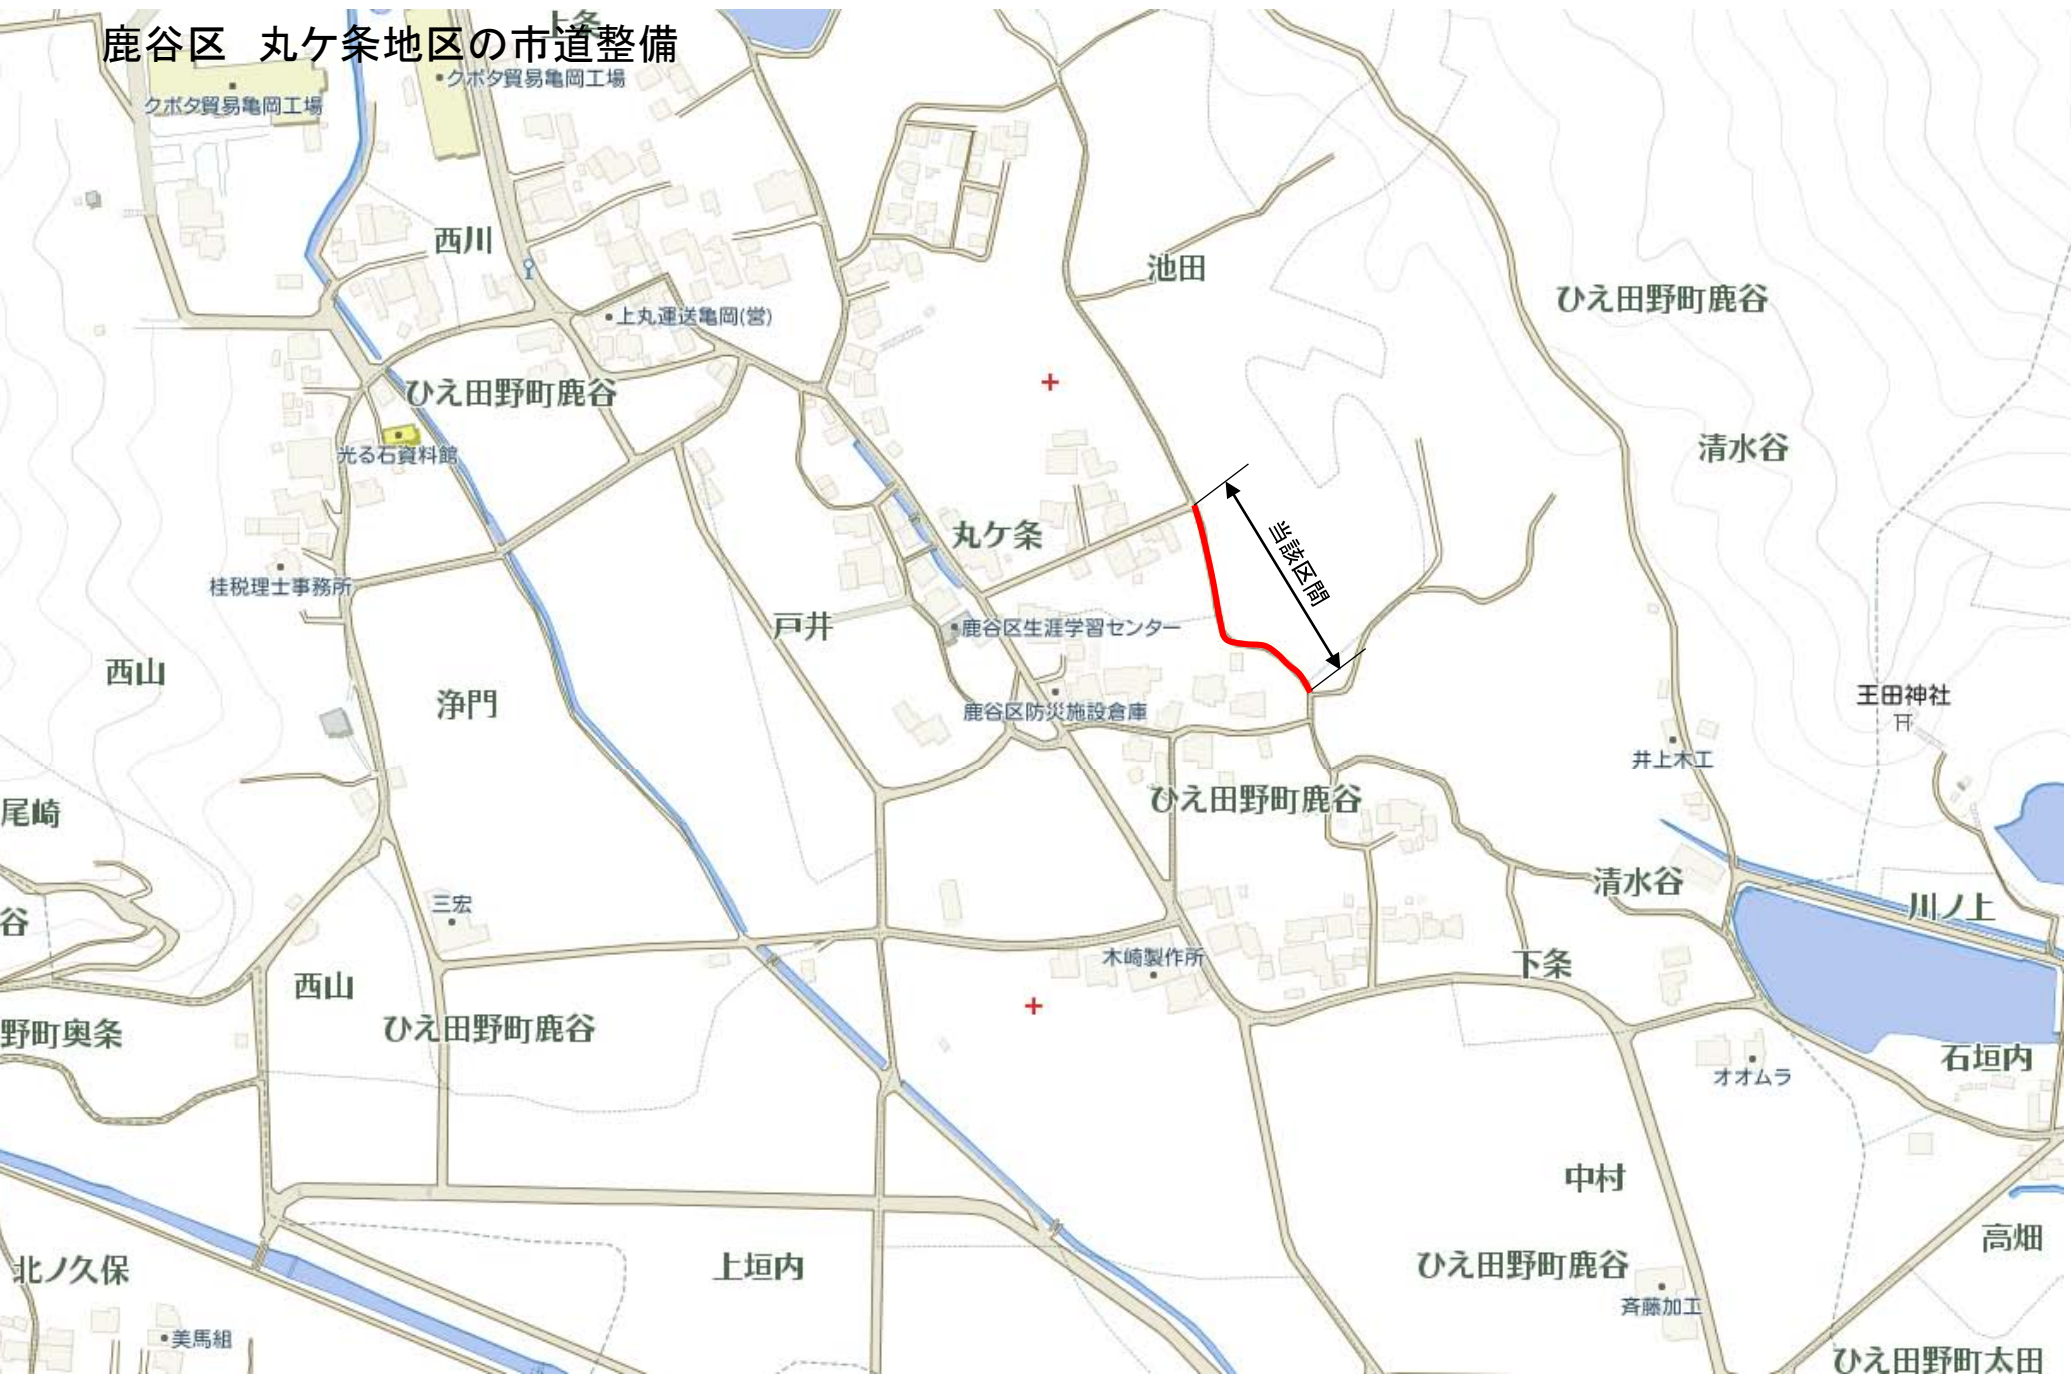 上条
鹿谷区　丸ケ条地区の市道整備
クボタ貿易亀岡工場
クボタ貿易亀岡工場
西川
池田
ひえ田野町鹿谷
上丸運送亀岡(営)
ひえ田野町鹿谷
清水谷
光る石資料館
丸ケ条
当該区間
桂税理士事務所
戸井
鹿谷区生涯学習センター
西山
浄門
鹿谷区防災施設倉庫
王田神社
井上木工
尾崎
ひえ田野町鹿谷
清水谷
三宏
川ノ上
谷
木崎製作所
下条
西山
ひえ田野町鹿谷
野町奥条
石垣内
オオムラ
中村
高畑
北ノ久保
上垣内
ひえ田野町鹿谷
斉藤加工
美馬組
ひえ田野町太田